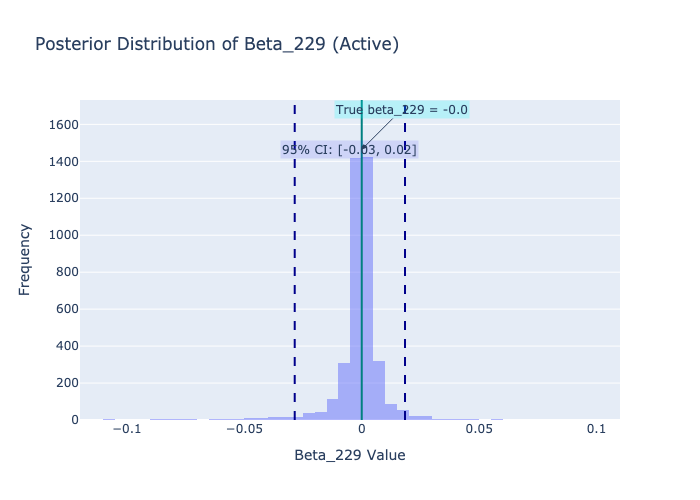 Posterior Distribution of Beta_229 (Active)
True beta_229 = -0.0
95% CI: [-0.03, 0.02]
1600
1400
1200
1000
800
600
400
200
0
Frequency
−0.1
−0.05
0
0.05
0.1
Beta_229 Value